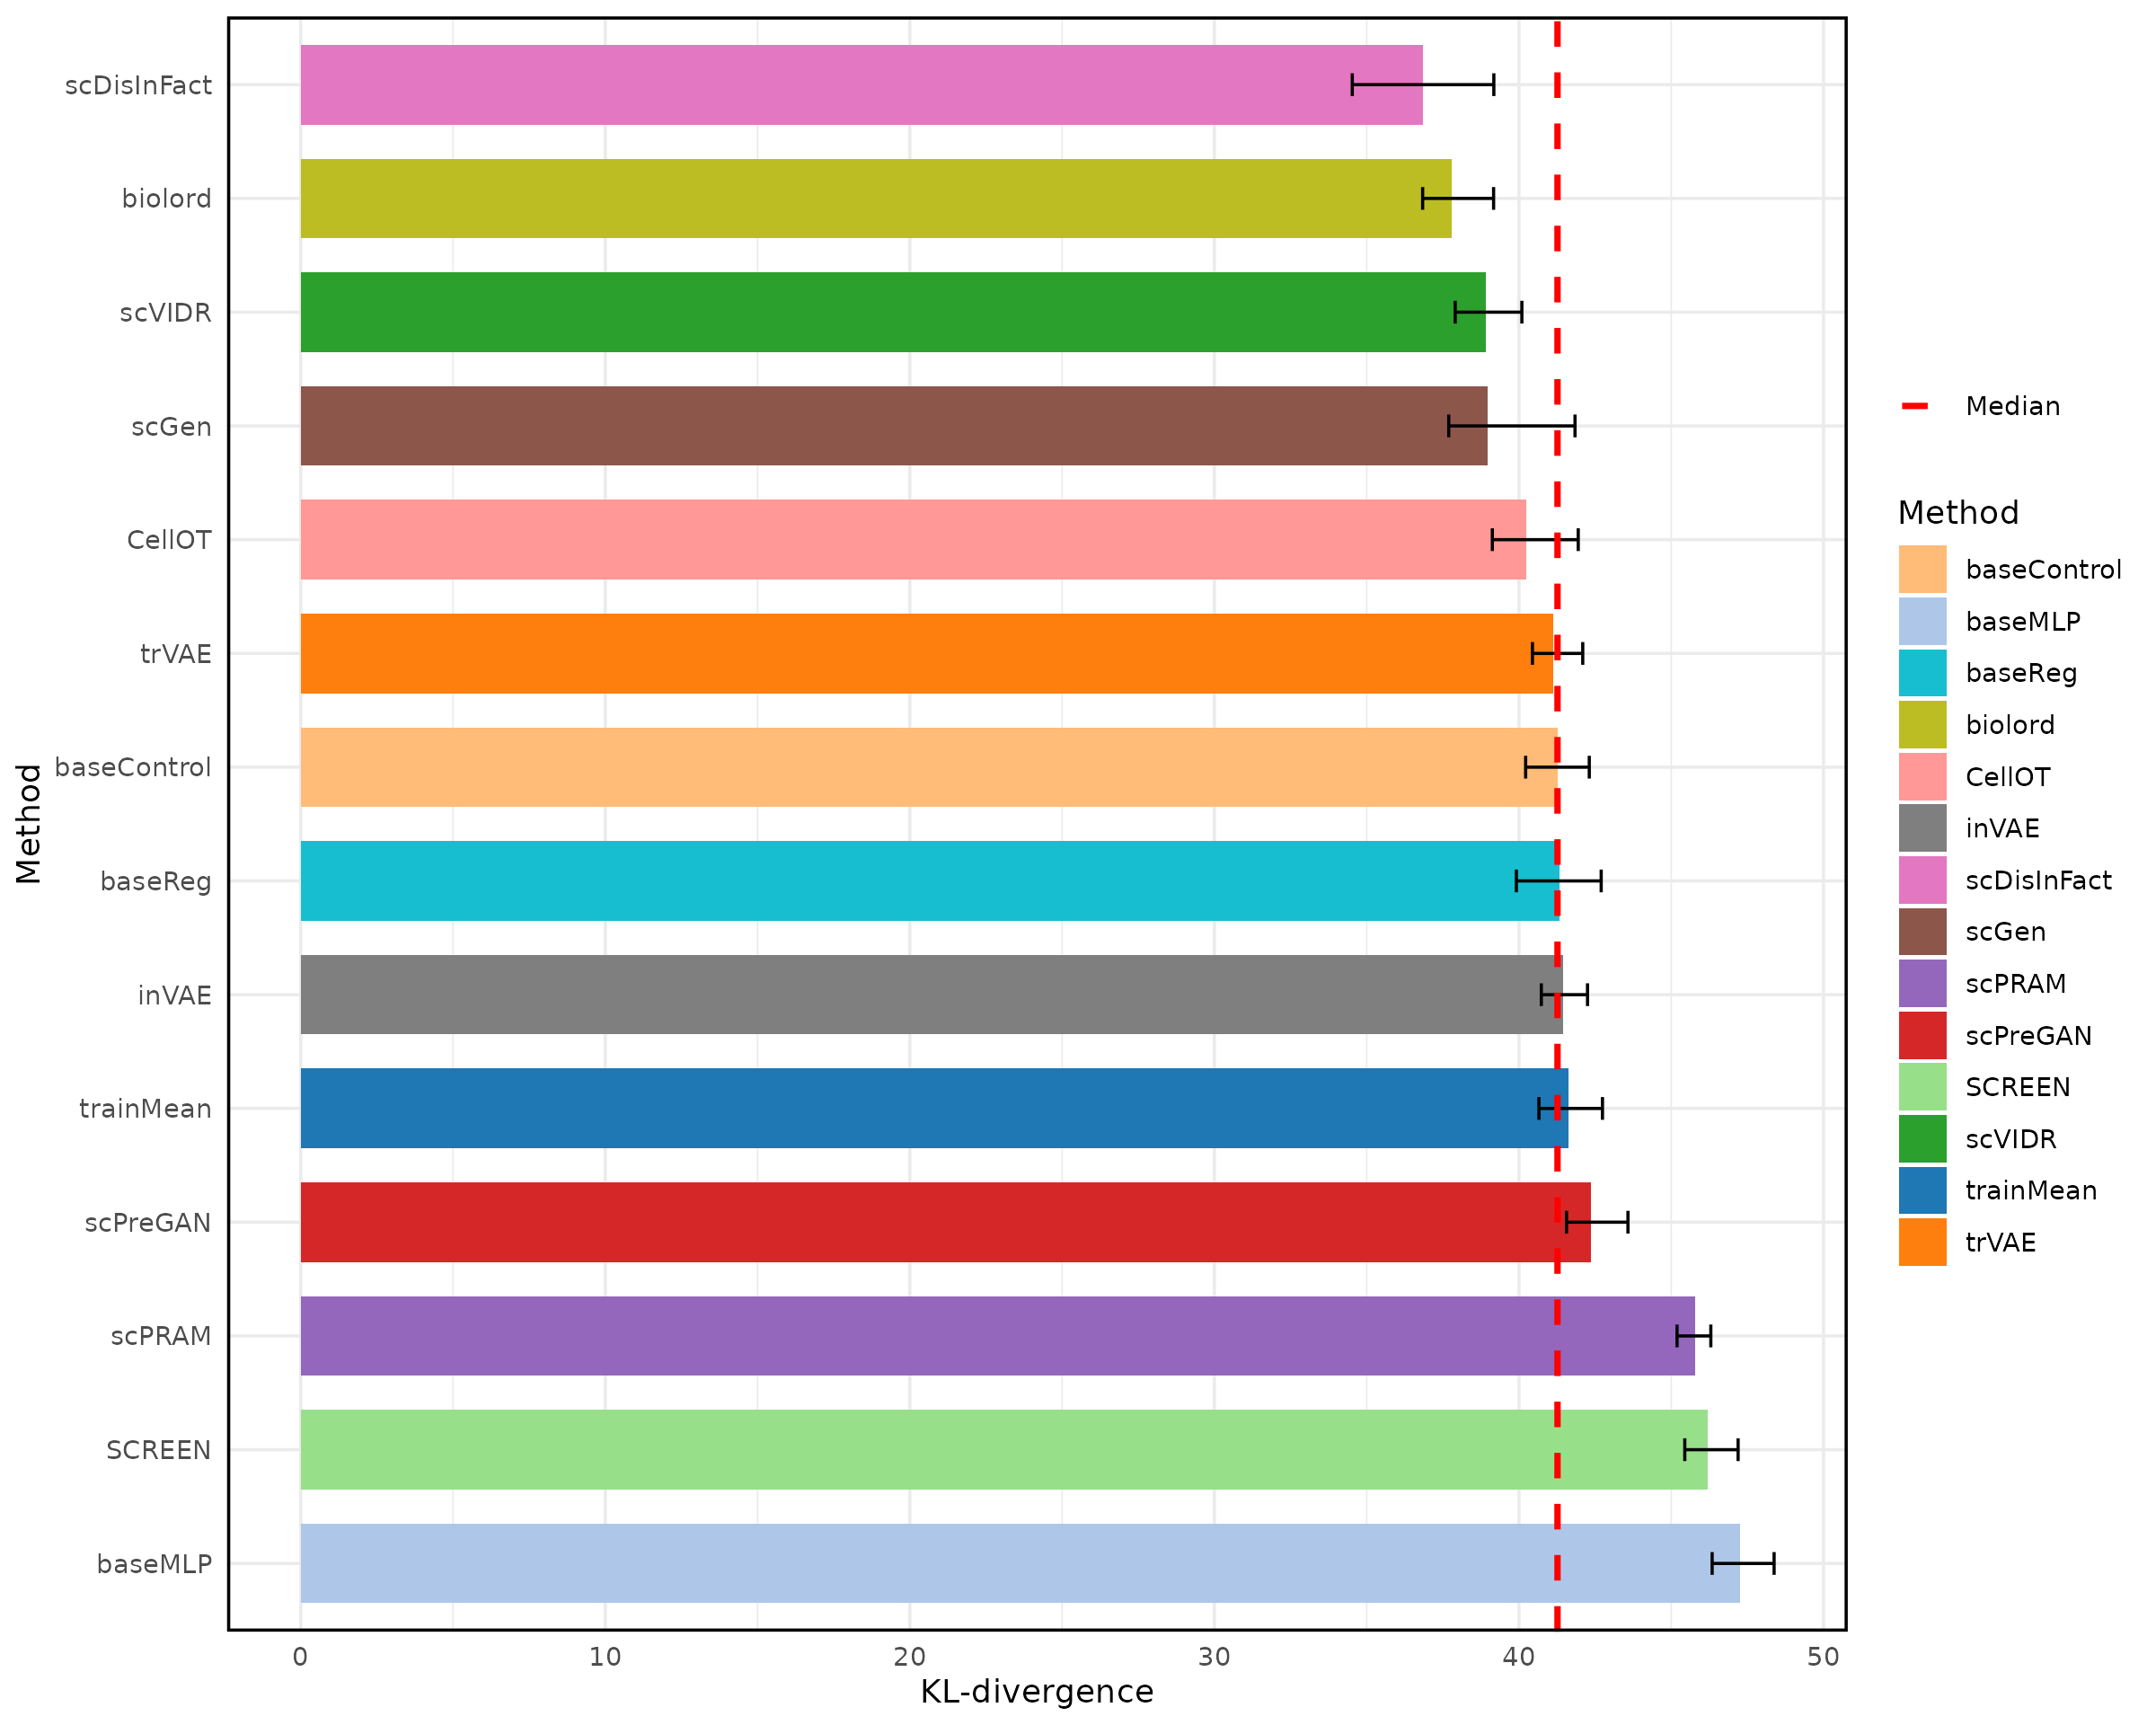 scDisInFact
biolord
scVIDR
scGen
CellOT
trVAE
baseControl
baseReg
inVAE
trainMean
scPreGAN
scPRAM
SCREEN
baseMLP
Method
0 10 20 30 40 50
KL-divergence
Median
Method
baseControl
baseMLP
baseReg
biolord
CellOT
inVAE
scDisInFact
scGen
scPRAM
scPreGAN
SCREEN
scVIDR
trainMean
trVAE